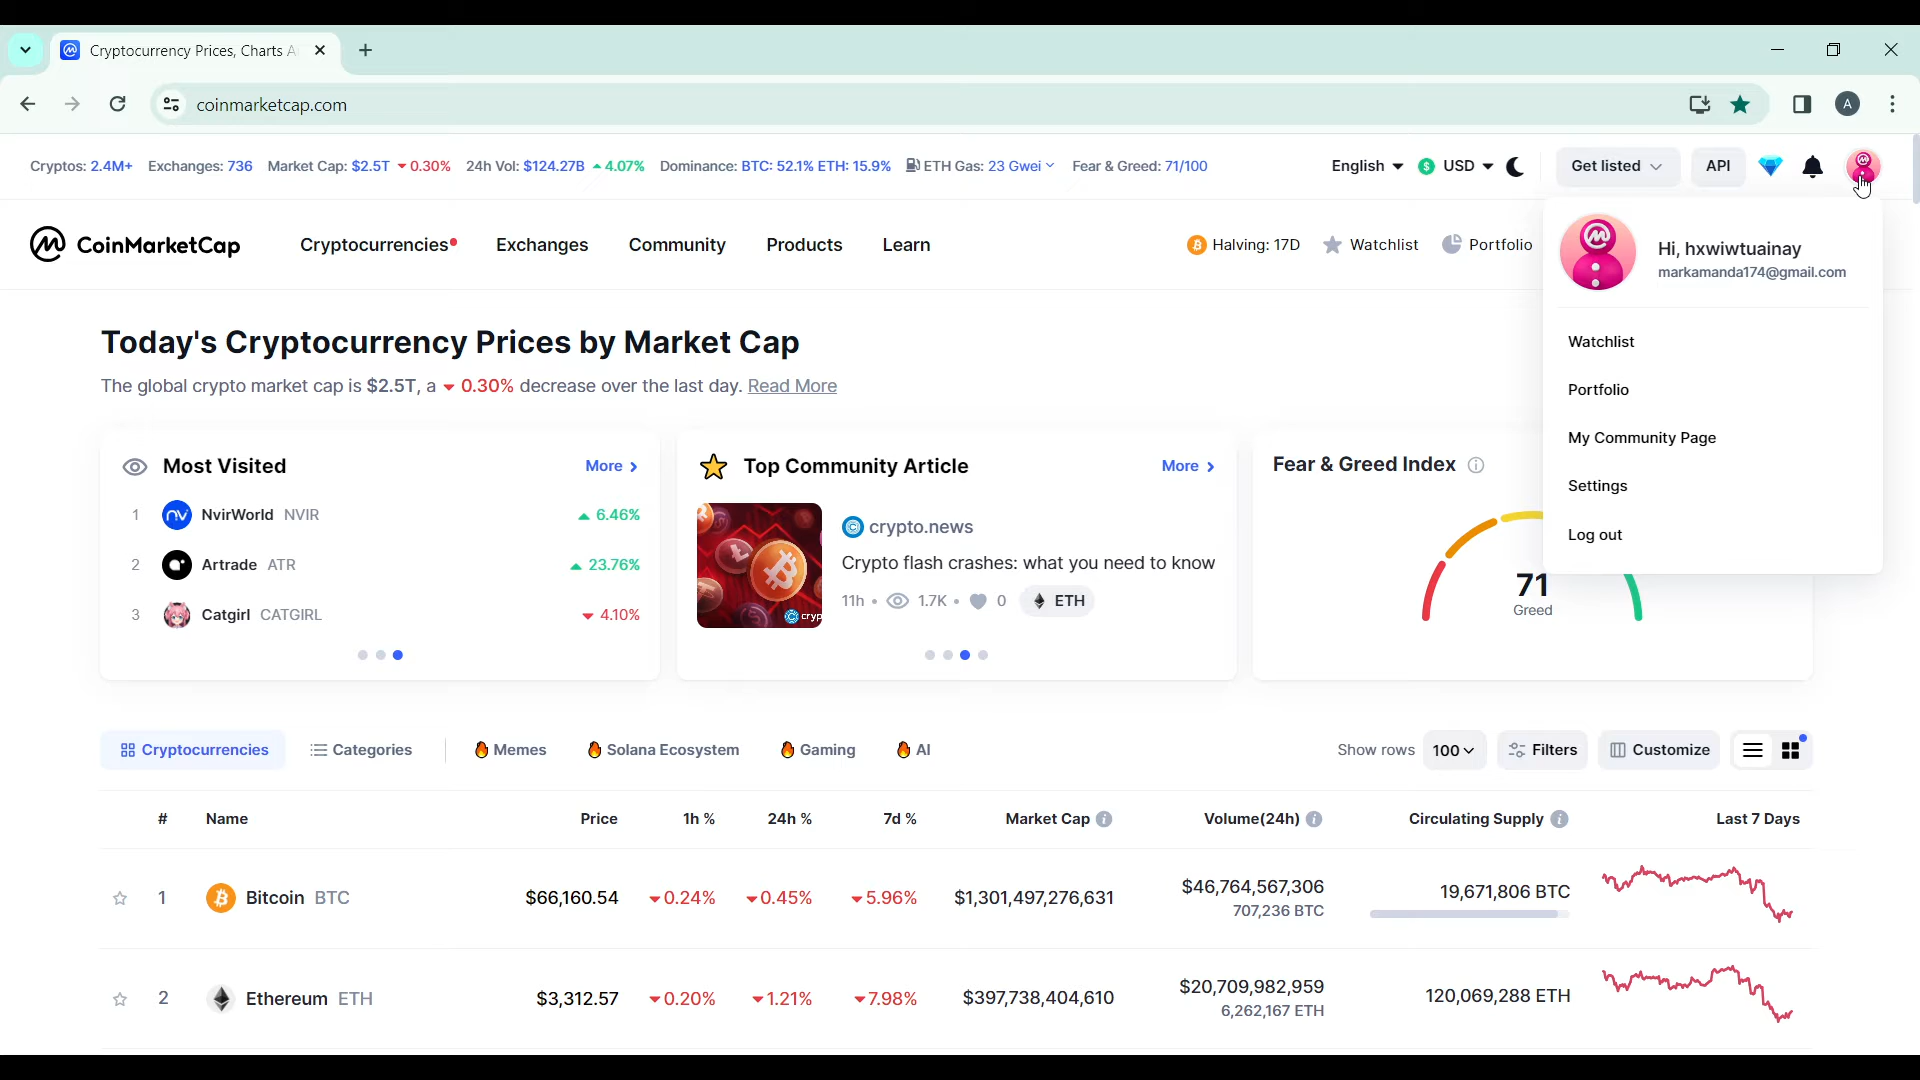 Cryptocurrency Prices, Charts A
coinmarketcap.com
A
Cryptos: 2.4M+ Exchanges: 736 Market Cap: $2.5T 0.30% 24h Vol: $124.27B 4.07% Dominance: BTC: 52.1% ETH: 15.9% ETH Gas: 23 Gwei Fear & Greed: 71/100
English USD Get listed API
CoinMarketCap
Cryptocurrencies Exchanges Community Products Learn
Halving: 17D Watchlist Portfolio
Hi, hxwiwtuainay
markamanda174@gmail.com
Watchlist
Portfolio
My Community Page
Settings
Log out
Today's Cryptocurrency Prices by Market Cap
The global crypto market cap is $2.5T, a 0.30% decrease over the last day. Read More
Most Visited More
1 NvirWorld NVIR 6.46%
2 Artrade ATR 23.76%
3 Catgirl CATGIRL 4.10%
Top Community Article More
crypto.news
Crypto flash crashes: what you need to know
11h • 1.7K • 0 ETH
cryp
Fear & Greed Index
71
Greed
Cryptocurrencies Categories Memes Solana Ecosystem Gaming AI
Show rows 100 Filters Customize
# Name Price 1h % 24h % 7d % Market Cap Volume(24h) Circulating Supply Last 7 Days
1 Bitcoin BTC $66,160.54 0.24% 0.45% 5.96% $1,301,497,276,631 $46,764,567,306 19,671,806 BTC
707,236 BTC
2 Ethereum ETH $3,312.57 0.20% 1.21% 7.98% $397,738,404,610 $20,709,982,959 120,069,288 ETH
6,262,167 ETH